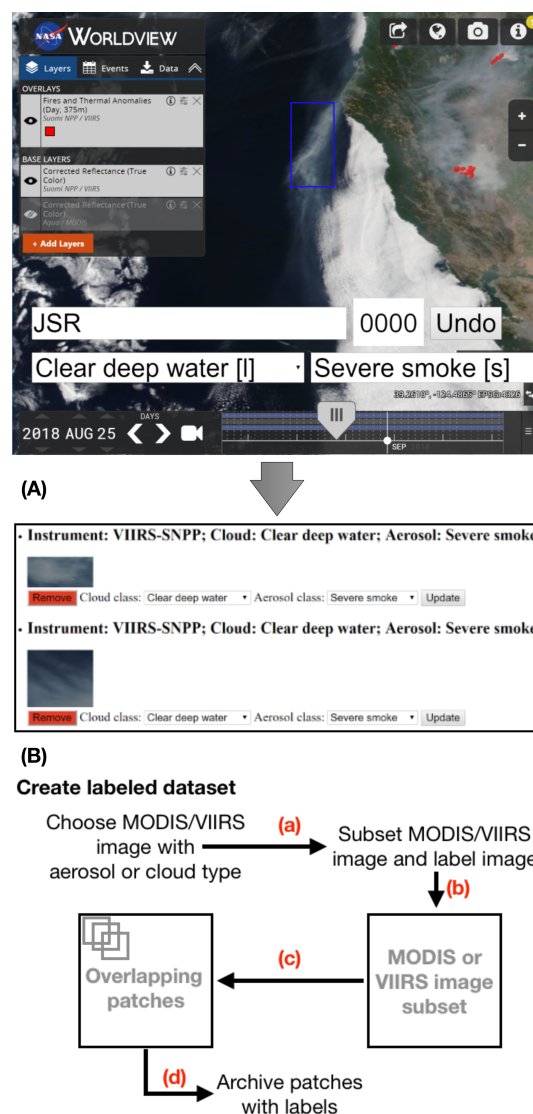 NASA WORLDVIEW
Layers Events Data
OVERLAYS
Fires and Thermal Anomalies
(Day, 375m)
Suomi NPP / VIIRS
BASE LAYERS
Corrected Reflectance (True
Color)
Suomi NPP / VIIRS
Corrected Reflectance (True
Color)
Aqua / MODIS
+ Add Layers
+
-
JSR 0000 Undo
Clear deep water [l] Severe smoke [s]
EPSG:4326
2018 AUG 25 DAYS
SEP
(A)
• Instrument: VIIRS-SNPP; Cloud: Clear deep water; Aerosol: Severe smoke
Remove Cloud class: Clear deep water Aerosol class: Severe smoke Update
• Instrument: VIIRS-SNPP; Cloud: Clear deep water; Aerosol: Severe smoke
Remove Cloud class: Clear deep water Aerosol class: Severe smoke Update
(B)
Create labeled dataset
Choose MODIS/VIIRS
image with
aerosol or cloud type
(a)
Subset MODIS/VIIRS
image and label image
(b)
MODIS or
VIIRS image
subset
(c)
Overlapping
patches
(d)
Archive patches
with labels